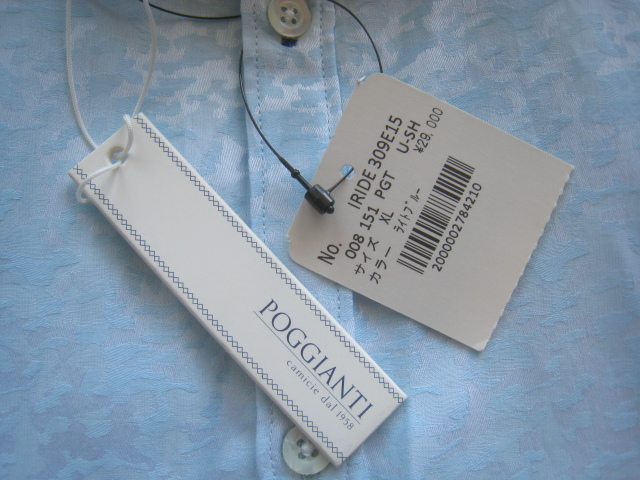 POGGIANTI
camicie dal 1958
No. IRIDE 309E15
008 151 PGT U-SH
サイズ XL ¥29.000
カラー ライトブルー
2000002784210